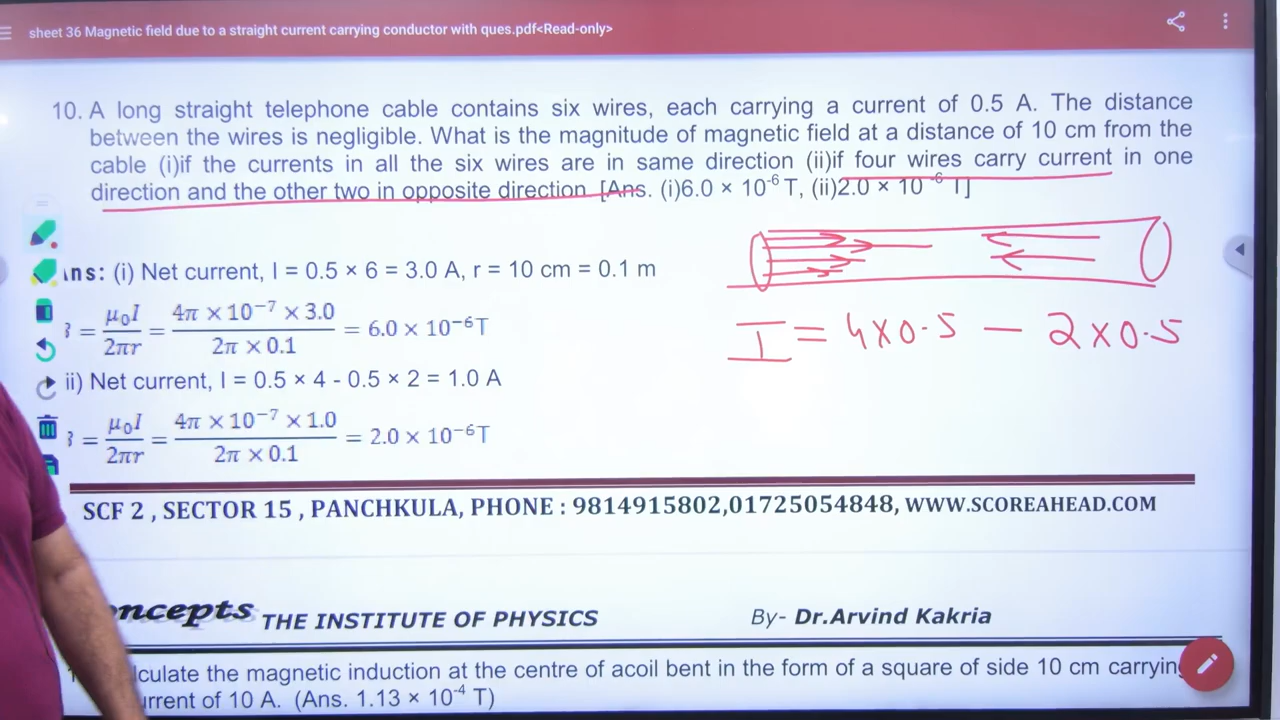 sheet 36 Magnetic field due to a straight current carrying conductor with ques.pdf<Read-only>
10. A long straight telephone cable contains six wires, each carrying a current of 0.5 A. The distance
between the wires is negligible. What is the magnitude of magnetic field at a distance of 10 cm from the
cable (i)if the currents in all the six wires are in same direction (ii)if four wires carry current in one
direction and the other two in opposite direction [Ans. (i)6.0 × 10⁻⁶ T, (ii)2.0 × 10⁻⁶ T]
ns: (i) Net current, I = 0.5 × 6 = 3.0 A, r = 10 cm = 0.1 m
= μ₀I / 2πr = 4π × 10⁻⁷ × 3.0 / 2π × 0.1 = 6.0 × 10⁻⁶T
I = 4×0.5 – 2×0.5
ii) Net current, I = 0.5 × 4 - 0.5 × 2 = 1.0 A
= μ₀I / 2πr = 4π × 10⁻⁷ × 1.0 / 2π × 0.1 = 2.0 × 10⁻⁶T
SCF 2 , SECTOR 15 , PANCHKULA, PHONE : 9814915802,01725054848, WWW.SCOREAHEAD.COM
ncepts THE INSTITUTE OF PHYSICS By- Dr.Arvind Kakria
lculate the magnetic induction at the centre of acoil bent in the form of a square of side 10 cm carrying
rrent of 10 A. (Ans. 1.13 × 10⁻⁴ T)